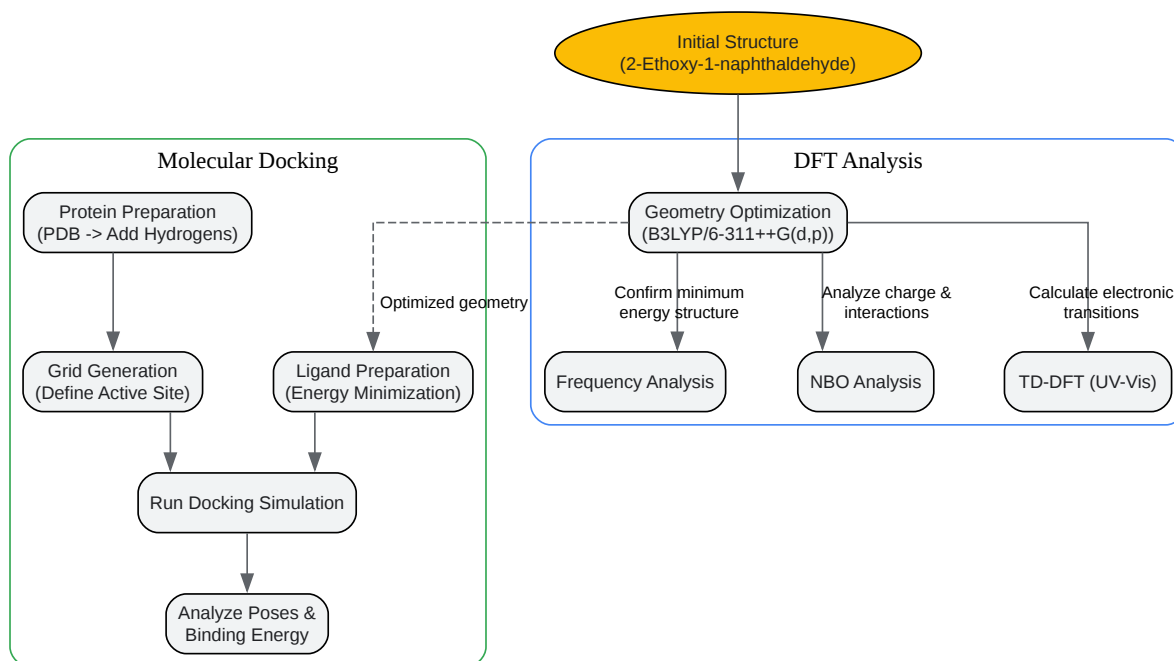 Initial Structure
(2-Ethoxy-1-naphthaldehyde)
Molecular Docking
DFT Analysis
Protein Preparation
(PDB -> Add Hydrogens)
Geometry Optimization
(B3LYP/6-311++G(d,p))
Optimized geometry
Confirm minimum
energy structure
Analyze charge &
interactions
Calculate electronic
transitions
Grid Generation
(Define Active Site)
Ligand Preparation
(Energy Minimization)
Frequency Analysis
NBO Analysis
TD-DFT (UV-Vis)
Run Docking Simulation
Analyze Poses &
Binding Energy